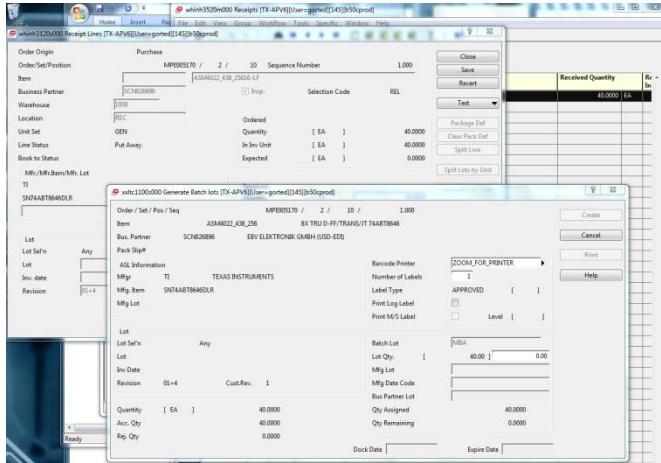 Home Insert Pag
whinh3520m000 Receipts [TX-APV6][User=gorted][145][b50cprod]
File Edit View Group Workflow Tools Specific Window Help
whinh3120s000 Receipt Lines [TX-APV6][User=gorted][145][b50cprod]
Order Origin Purchase
Order/Set/Position MPE005170 / 2 / 10 Sequence Number 1.000
Item ASM4022_438_25616-LF
Business Partner SCN026896 Insp. Selection Code REL
Warehouse 1000
Location REC Ordered
Unit Set GEN Quantity [ EA ] 40.0000
Line Status Put Away In Inv Unit [ EA ] 40.0000
Book to Status Expected [ EA ] 0.0000
Mfr./Mfr.Item/Mfr. Lot
TI
SN74ABT8646DLR
Lot
Lot Sel'n Any
Lot
Inv. date
Revision 01=4
Close
Save
Revert
Text
Package Def
Clear Pack Def
Split Line
Split Lots by Unit
Received Quantity
40.0000 EA
Ready
xxltc1100s000 Generate Batch lots [TX-APV6][User=gorted][145][b50cprod]
Order / Set / Pos / Seq MPE005170 / 2 / 10 / 1.000
Item ASM4022_438_256 BX TRU D-FF/TRANS/JT 74ABT8646
Bus. Partner SCN026896 EBV ELEKTRONIK GMBH (USD-EDI)
Pack Slip#
ASL Information
Mfgr TI TEXAS INSTRUMENTS
Mfg. Item SN74ABT8646DLR
Mfg Lot
Barcode Printer ZOOM_FOR_PRINTER
Number of Labels 1
Label Type APPROVED [ ]
Print Log Label
Print M/S Label Level [ ]
Lot
Lot Sel'n Any
Lot
Inv Date
Revision 01=4 Cust.Rev. 1
Quantity [ EA ] 40.0000
Acc. Qty 40.0000
Rej. Qty 0.0000
Batch Lot MBA
Lot Qty. [ 40.00 ] 0.00
Mfg Lot
Mfg Date Code
Bus Partner Lot
Qty Assigned 40.0000
Qty Remaining 0.0000
Dock Date Expire Date
Create
Cancel
Print
Help